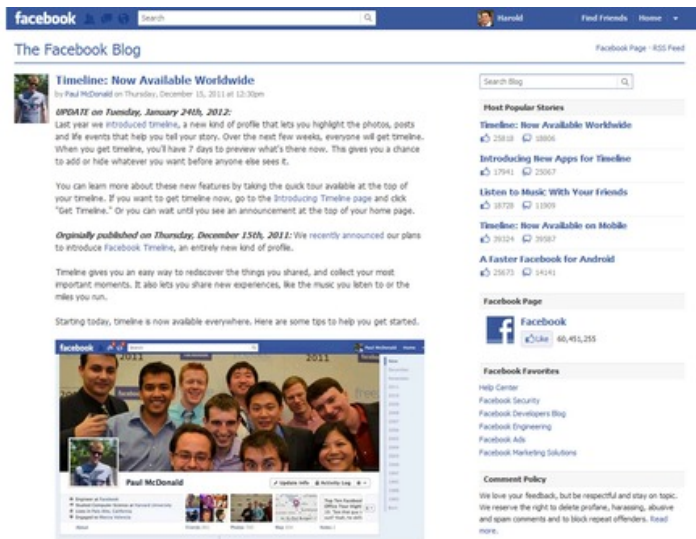 facebook
Search
Harold
Find Friends
Home
The Facebook Blog
Facebook Page · RSS Feed
Timeline: Now Available Worldwide
by Paul McDonald on Thursday, December 15, 2011 at 12:30pm
UPDATE on Tuesday, January 24th, 2012:
Last year we introduced timeline, a new kind of profile that lets you highlight the photos, posts
and life events that help you tell your story. Over the next few weeks, everyone will get timeline.
When you get timeline, you'll have 7 days to preview what's there now. This gives you a chance
to add or hide whatever you want before anyone else sees it.
You can learn more about these new features by taking the quick tour available at the top of
your timeline. If you want to get timeline now, go to the Introducing Timeline page and click
"Get Timeline." Or you can wait until you see an announcement at the top of your home page.
Orginially published on Thursday, December 15th, 2011: We recently announced our plans
to introduce Facebook Timeline, an entirely new kind of profile.
Timeline gives you an easy way to rediscover the things you shared, and collect your most
important moments. It also lets you share new experiences, like the music you listen to or the
miles you run.
Starting today, timeline is now available everywhere. Here are some tips to help you get started.
facebook
Paul McDonald
2011
2011
Paul McDonald
Update Info
Activity Log
Engineer at Facebook
Studied Computer Science at Harvard University
About
Friends
Photos
Map
Notes
Search Blog
Most Popular Stories
Timeline: Now Available Worldwide
25818 18806
Introducing New Apps for Timeline
17941 25067
Listen to Music With Your Friends
18728 11909
Timeline: Now Available on Mobile
39324 39587
A Faster Facebook for Android
25673 14141
Facebook Page
Facebook
Like 60,451,255
Facebook Favorites
Help Center
Facebook Security
Facebook Developers Blog
Facebook Engineering
Facebook Ads
Facebook Marketing Solutions
Comment Policy
We love your feedback, but be respectful and stay on topic.
We reserve the right to delete profane, harassing, abusive
and spam comments and to block repeat offenders. Read
more.